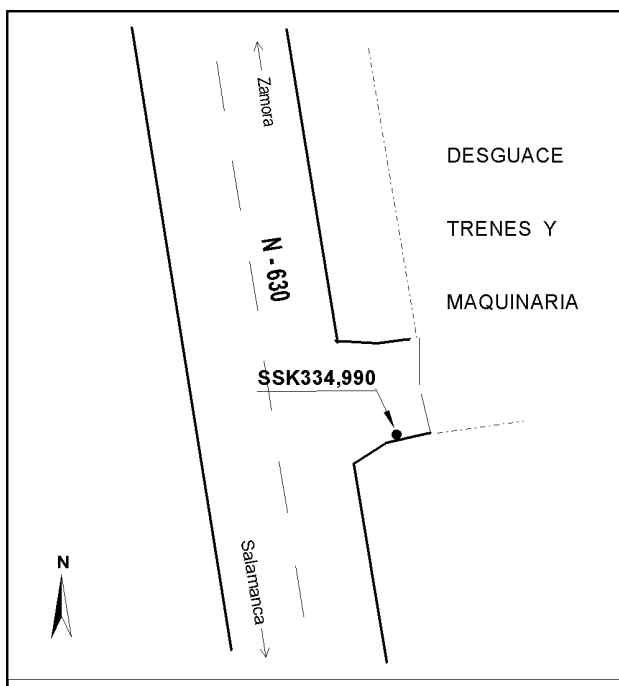 Zamora
DESGUACE
TRENES Y
MAQUINARIA
N - 630
SSK334,990
Salamanca
N